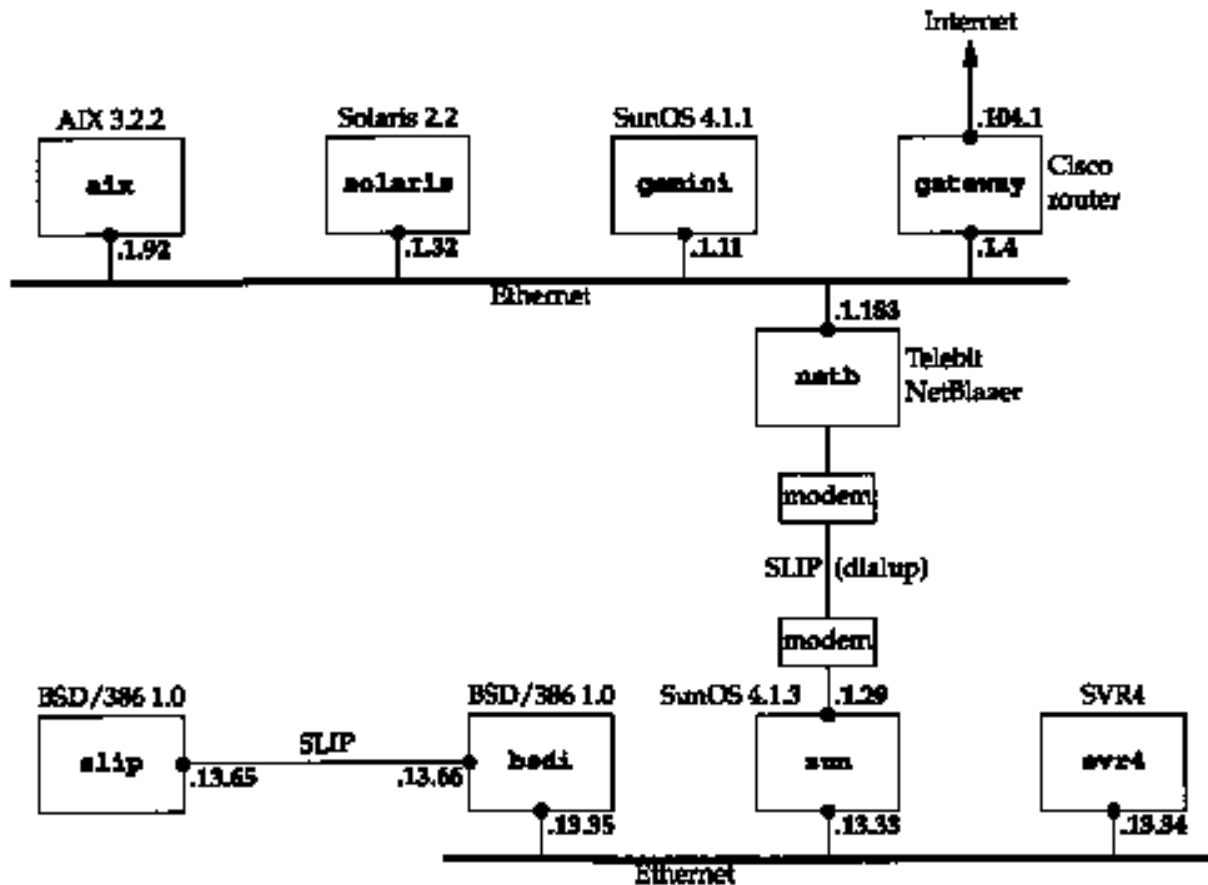 Internet
AIX 3.2.2
Solaris 2.2
SunOS 4.1.1
.104.1
aix
solaris
gemini
gateway
Cisco
router
.1.92
.1.32
.1.11
.1.4
Ethernet
.1.183
netb
Telebit
NetBlazer
modem
SLIP (dialup)
modem
BSD/386 1.0
BSD/386 1.0
SunOS 4.1.3
.1.29
SVR4
slip
SLIP
bsdi
sun
svr4
.13.65
.13.66
.13.35
.13.33
.13.34
Ethernet